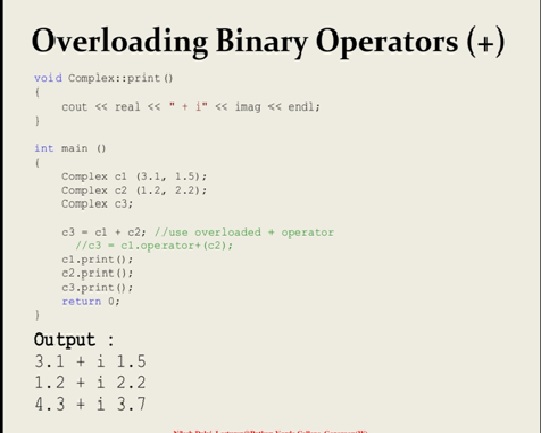 Overloading Binary Operators (+)
void Complex::print()
{
cout << real << " + i" << imag << endl;
}
int main ()
{
Complex c1 (3.1, 1.5);
Complex c2 (1.2, 2.2);
Complex c3;
c3 = c1 + c2; //use overloaded + operator
//c3 = c1.operator+(c2);
c1.print();
c2.print();
c3.print();
return 0;
}
Output :
3.1 + i 1.5
1.2 + i 2.2
4.3 + i 3.7